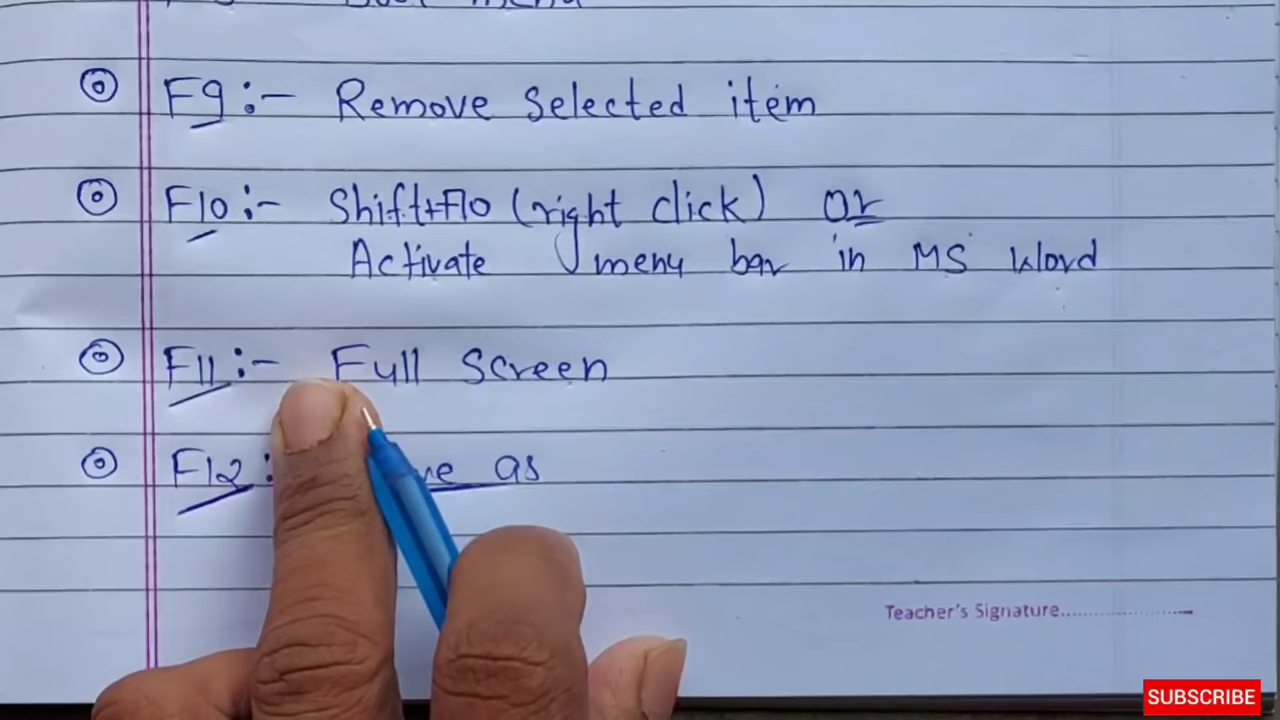 menu
F9:- Remove selected item
F10:- Shift+F10 (right click) OR
Activate menu bar in MS Word
F11:- Full Screen
F12: as
Teacher's Signature
SUBSCRIBE